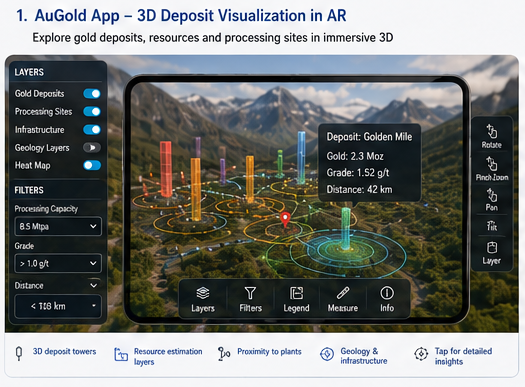 1. AuGold App – 3D Deposit Visualization in AR
Explore gold deposits, resources and processing sites in immersive 3D
LAYERS
Gold Deposits
Processing Sites
Infrastructure
Geology Layers
Heat Map
FILTERS
Processing Capacity
8.5 Mtpa
Grade
> 1.0 g/t
Distance
km
Deposit: Golden Mile
Gold: 2.3 Moz
Grade: 1.52 g/t
Distance: 42 km
Rotate
Pinch Zoom
Pan
Tilt
Layer
Layers
Filters
Legend
Measure
Info
3D deposit towers
Resource estimation
layers
Proximity to plants
Geology &
infrastructure
Tap for detailed
insights